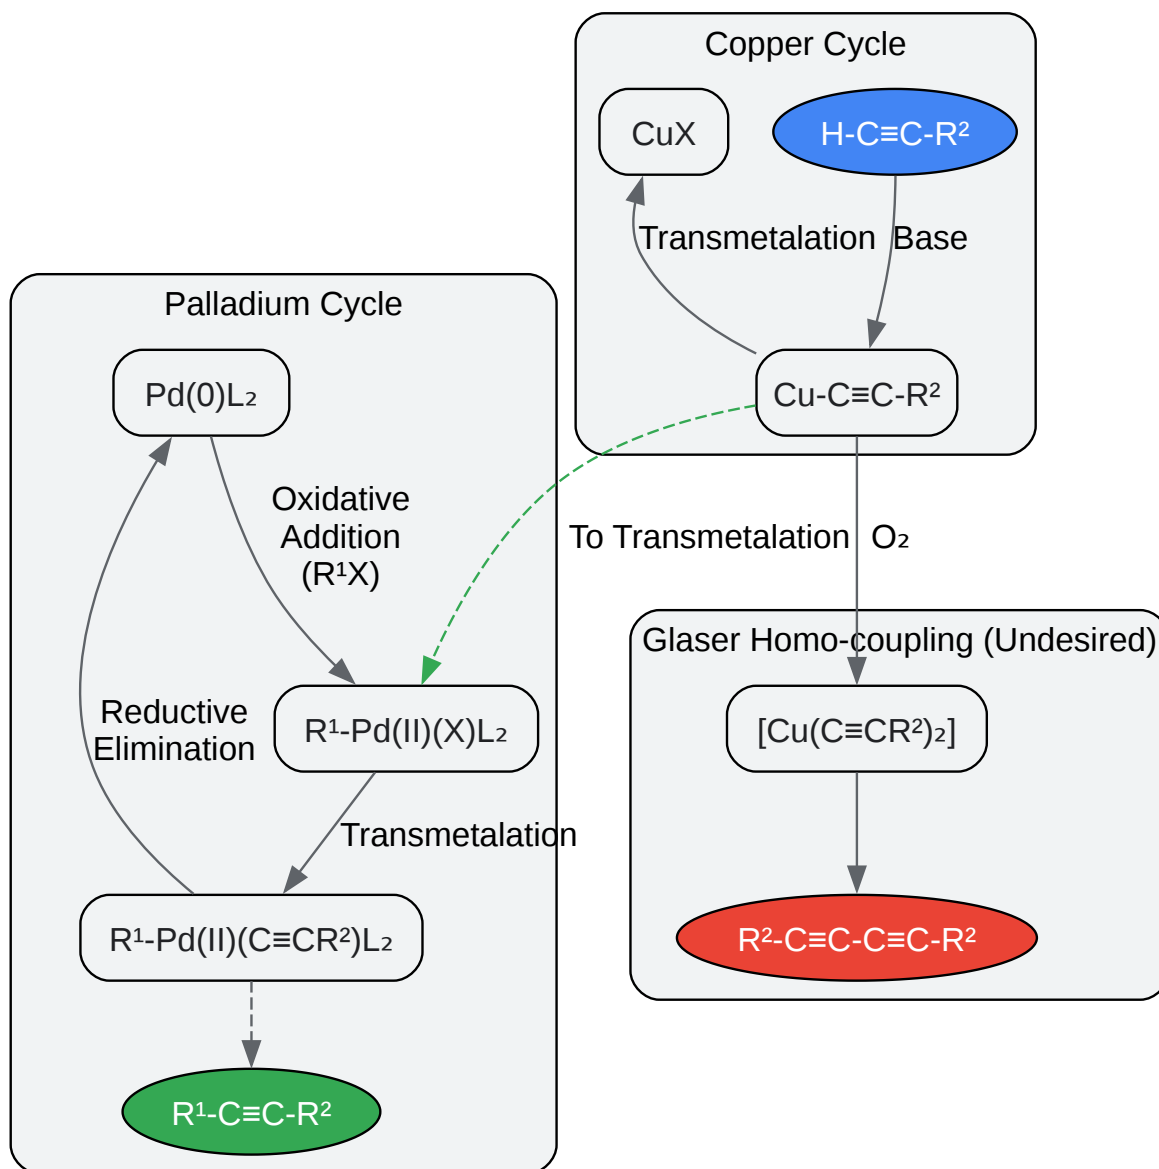 Copper Cycle
CuX
H-C≡C-R²
Transmetalation
Base
Cu-C≡C-R²
Palladium Cycle
Pd(0)L₂
Oxidative
Addition
(R¹X)
To Transmetalation
O₂
R¹-Pd(II)(X)L₂
Reductive
Elimination
Transmetalation
R¹-Pd(II)(C≡CR²)L₂
R¹-C≡C-R²
Glaser Homo-coupling (Undesired)
[Cu(C≡CR²)₂]
R²-C≡C-C≡C-R²